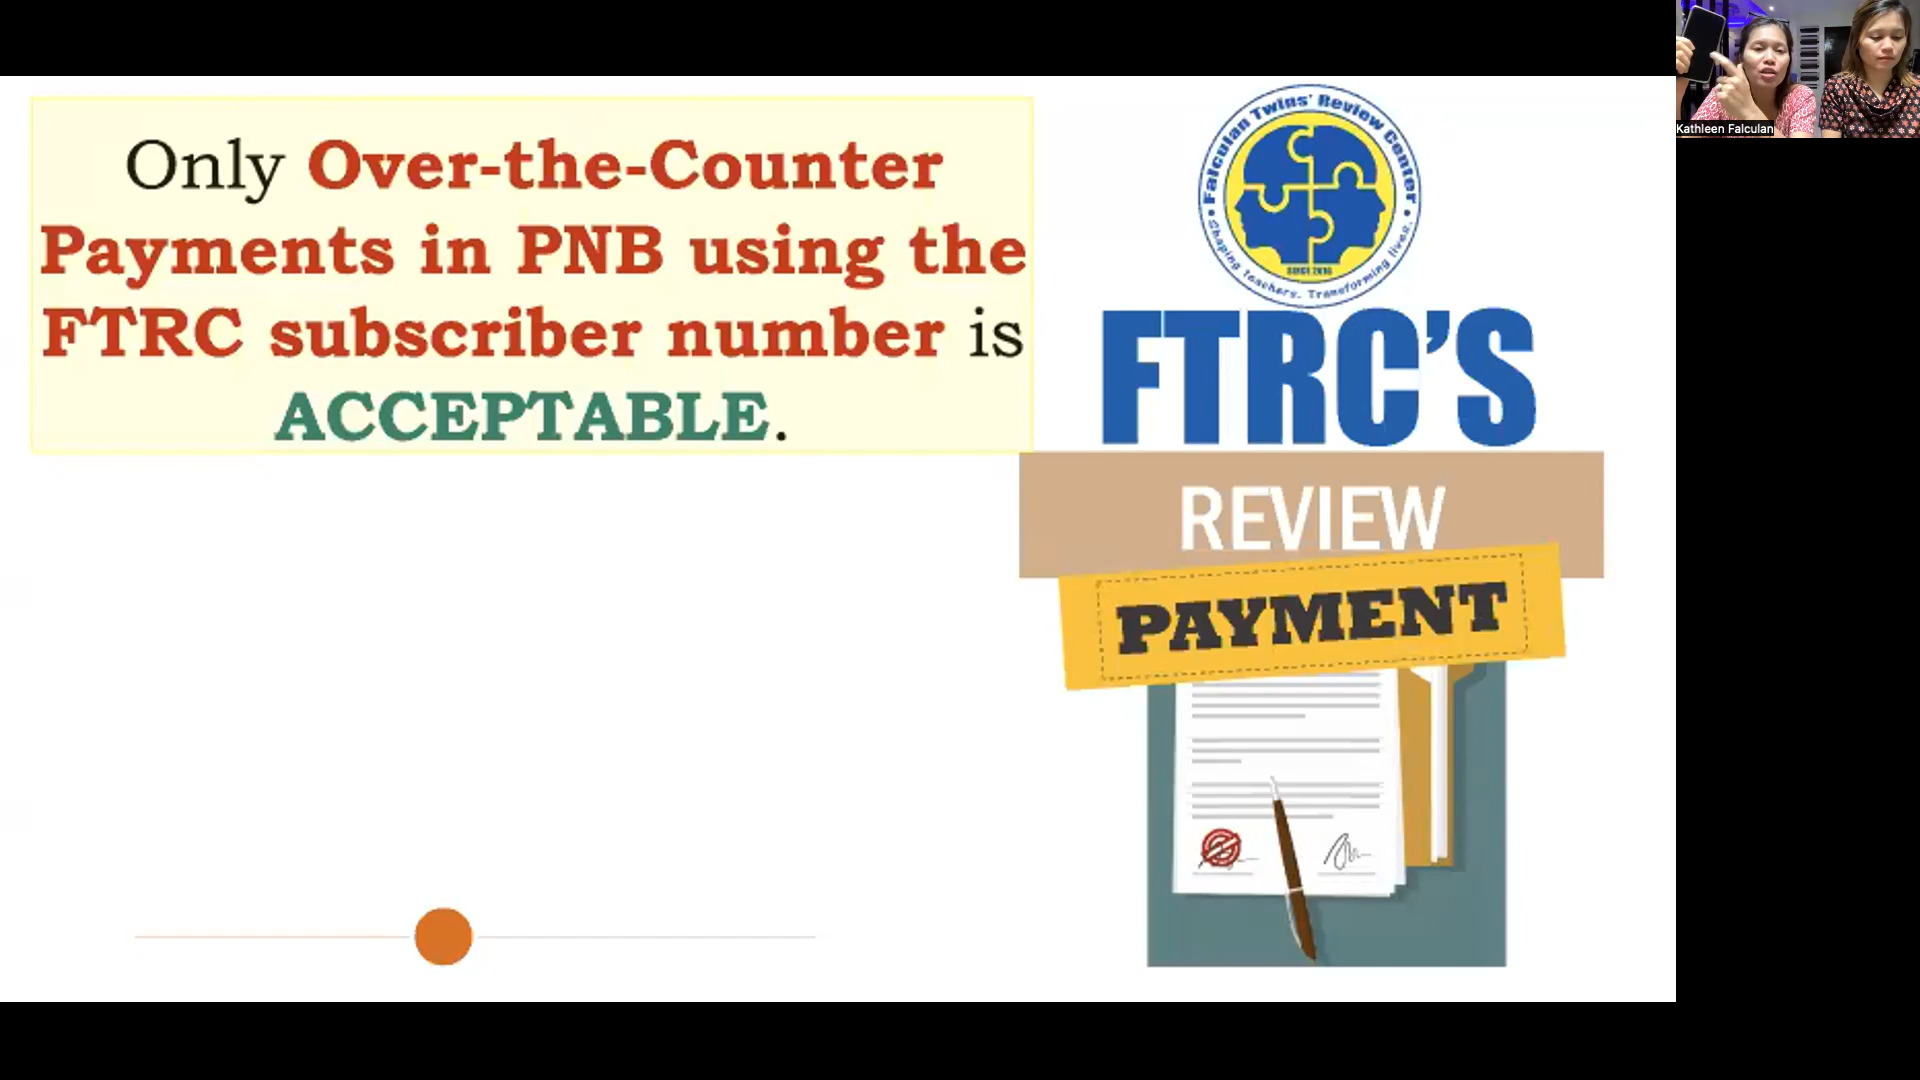 Only Over-the-Counter
Payments in PNB using the
FTRC subscriber number is
ACCEPTABLE.
Falculan Twins' Review Center
Shaping teachers. Transforming lives.
SINCE 2016
FTRC'S
REVIEW
PAYMENT
Kathleen Falculan